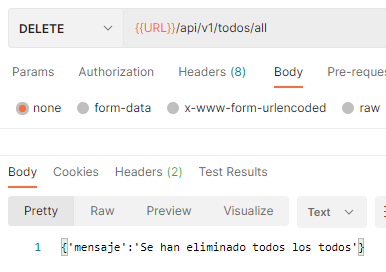 DELETE {{URL}}/api/v1/todos/all
Params Authorization Headers (8) Body Pre-reque
none form-data x-www-form-urlencoded raw
Body Cookies Headers (2) Test Results
Pretty Raw Preview Visualize Text
1 {'mensaje':'Se han eliminado todos los todos'}